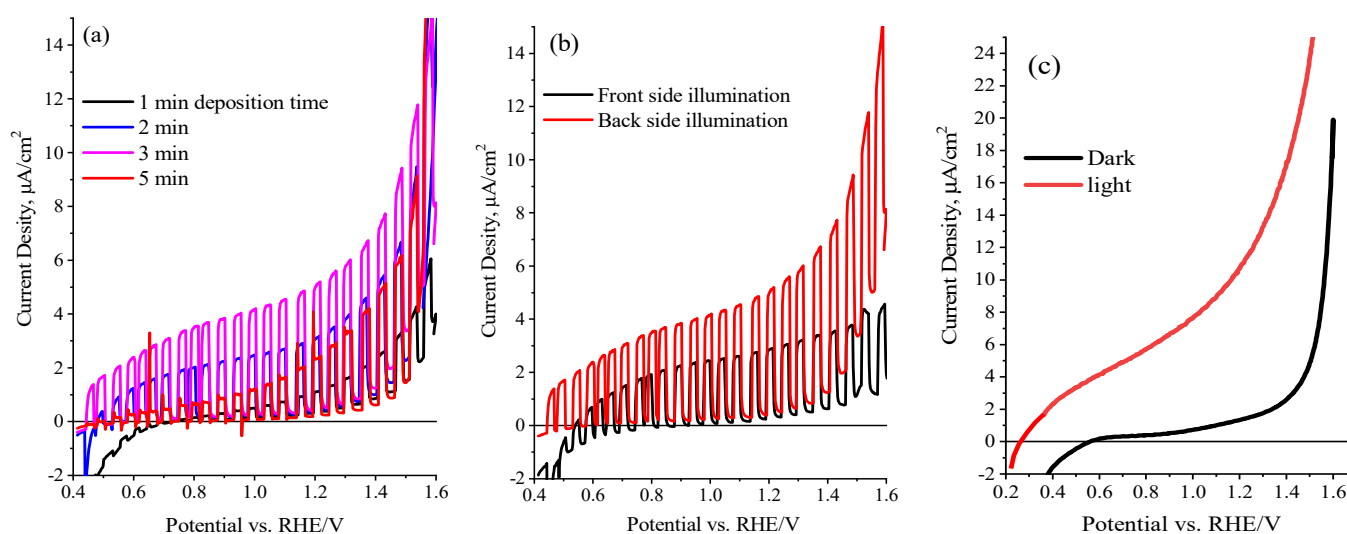 (a)
1 min deposition time
2 min
3 min
5 min
Current Desity, µA/cm²
14
12
10
8
6
4
2
0
-2
0.4 0.6 0.8 1.0 1.2 1.4 1.6
Potential vs. RHE/V
(b)
Front side illumination
Back side illumination
Current Desity, µA/cm²
14
12
10
8
6
4
2
0
-2
0.4 0.6 0.8 1.0 1.2 1.4 1.6
Potential vs. RHE/V
(c)
Dark
light
Current Density, µA/cm²
24
22
20
18
16
14
12
10
8
6
4
2
0
-2
0.2 0.4 0.6 0.8 1.0 1.2 1.4 1.6
Potential vs. RHE/V